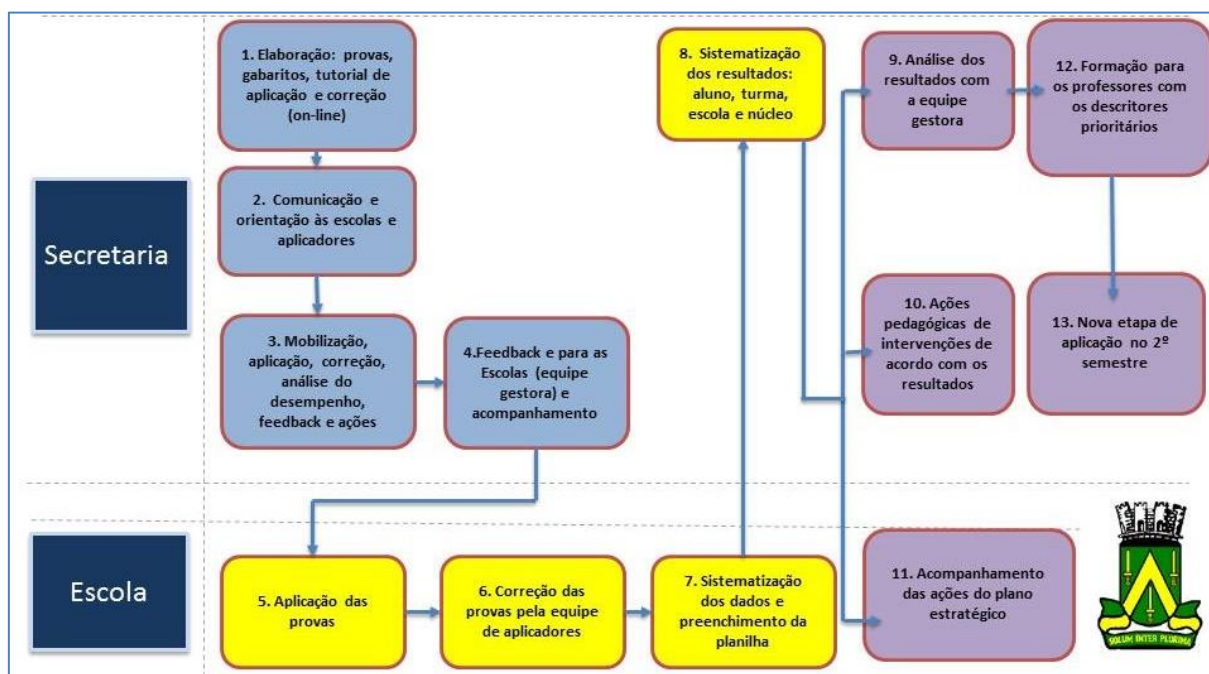 Secretaria
1. Elaboração: provas,
gabaritos, tutorial de
aplicação e correção
(on-line)
2. Comunicação e
orientação às escolas e
aplicadores
3. Mobilização,
aplicação, correção,
análise do
desempenho,
feedback e ações
4.Feedback e para as
Escolas (equipe
gestora) e
acompanhamento
8. Sistematização
dos resultados:
aluno, turma,
escola e núcleo
9. Análise dos
resultados com
a equipe
gestora
12. Formação para
os professores com
os descritores
prioritários
10. Ações
pedagógicas de
intervenções de
acordo com os
resultados
13. Nova etapa de
aplicação no 2º
semestre
Escola
5. Aplicação das
provas
6. Correção das
provas pela equipe
de aplicadores
7. Sistematização
dos dados e
preenchimento da
planilha
11. Acompanhamento
das ações do plano
estratégico
SOLUM INTER PLURIMA